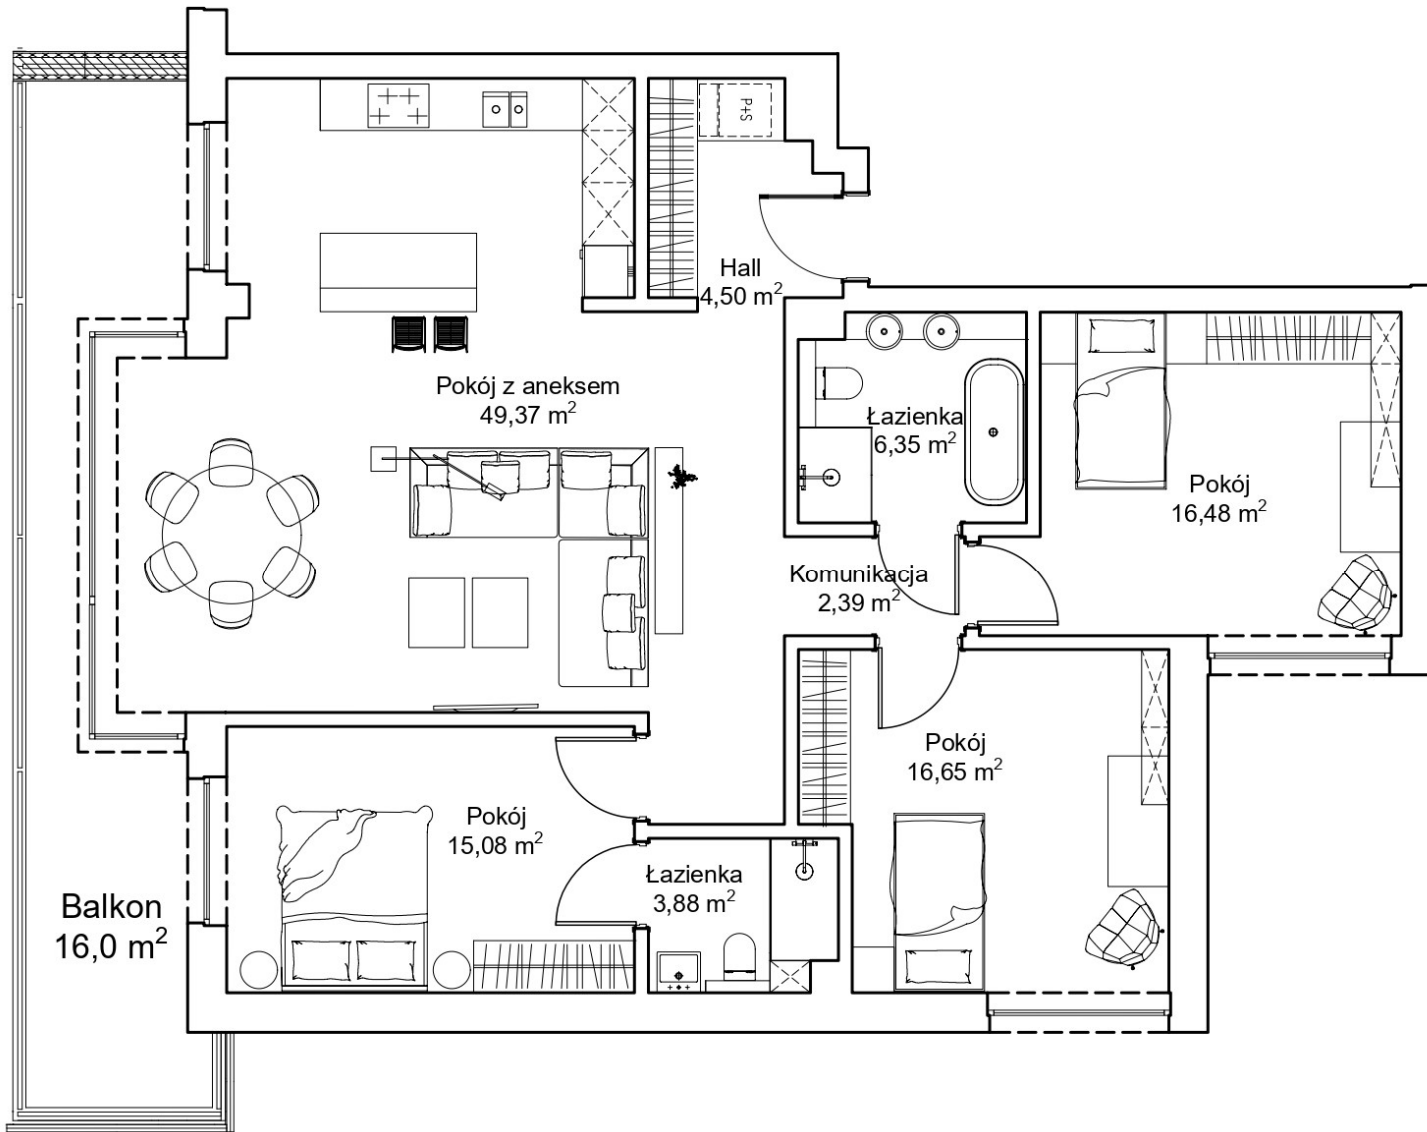 P+S
Hall
4,50 m²
Pokój z aneksem
49,37 m²
Łazienka
6,35 m²
Pokój
16,48 m²
Komunikacja
2,39 m²
Pokój
16,65 m²
Pokój
15,08 m²
Łazienka
3,88 m²
Balkon
16,0 m²